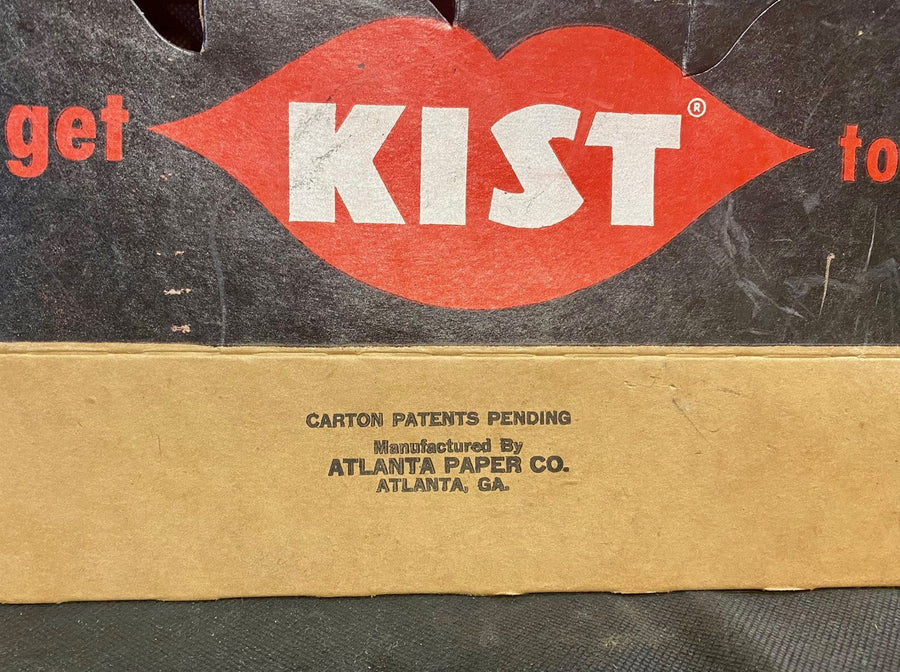 get KIST® to
CARTON PATENTS PENDING
Manufactured By
ATLANTA PAPER CO.
ATLANTA, GA.